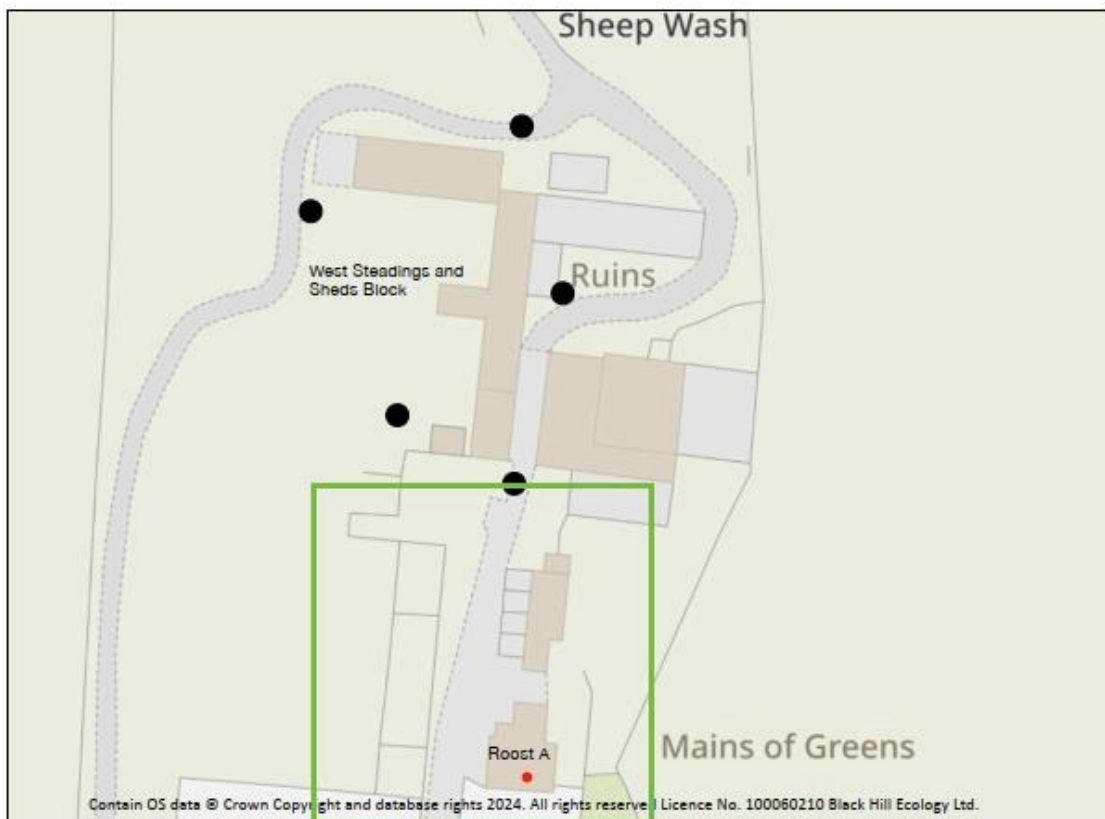 Sheep Wash
West Steadings and
Sheds Block
Ruins
Mains of Greens
Roost A
Contain OS data © Crown Copyright and database rights 2024. All rights reserved Licence No. 100060210 Black Hill Ecology Ltd.